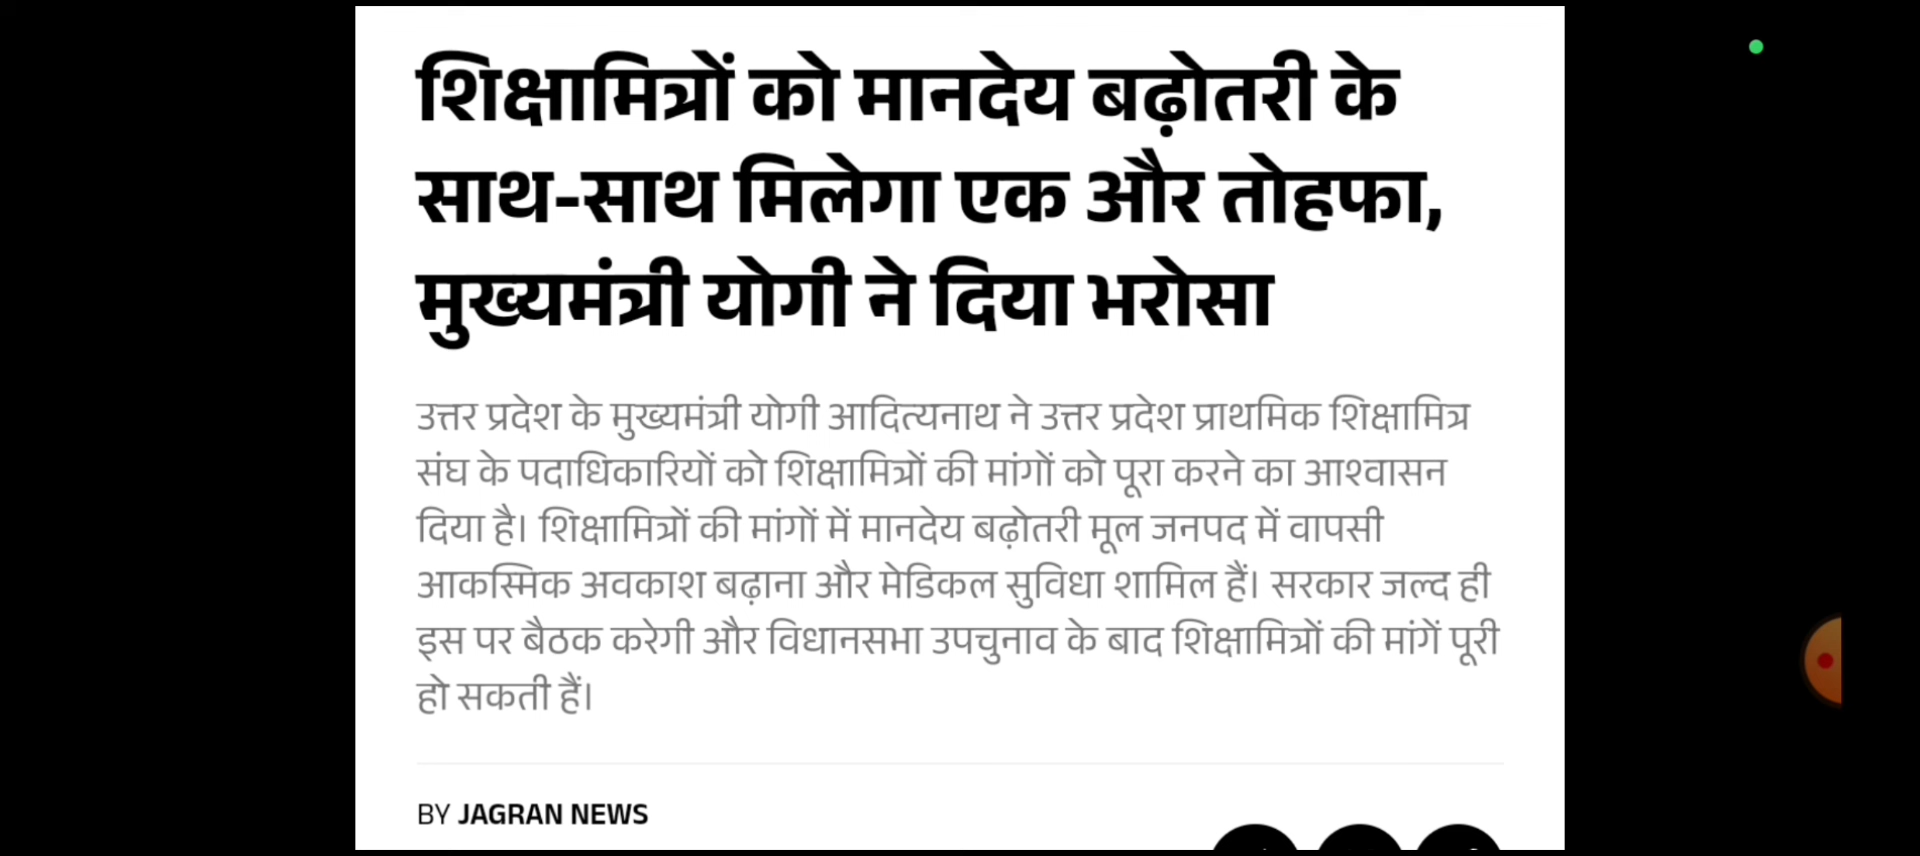 शिक्षामित्रों को मानदेय बढ़ोतरी के
साथ-साथ मिलेगा एक और तोहफा,
मुख्यमंत्री योगी ने दिया भरोसा
उत्तर प्रदेश के मुख्यमंत्री योगी आदित्यनाथ ने उत्तर प्रदेश प्राथमिक शिक्षामित्र
संघ के पदाधिकारियों को शिक्षामित्रों की मांगों को पूरा करने का आश्वासन
दिया है। शिक्षामित्रों की मांगों में मानदेय बढ़ोतरी मूल जनपद में वापसी
आकस्मिक अवकाश बढ़ाना और मेडिकल सुविधा शामिल हैं। सरकार जल्द ही
इस पर बैठक करेगी और विधानसभा उपचुनाव के बाद शिक्षामित्रों की मांगें पूरी
हो सकती हैं।
BY JAGRAN NEWS